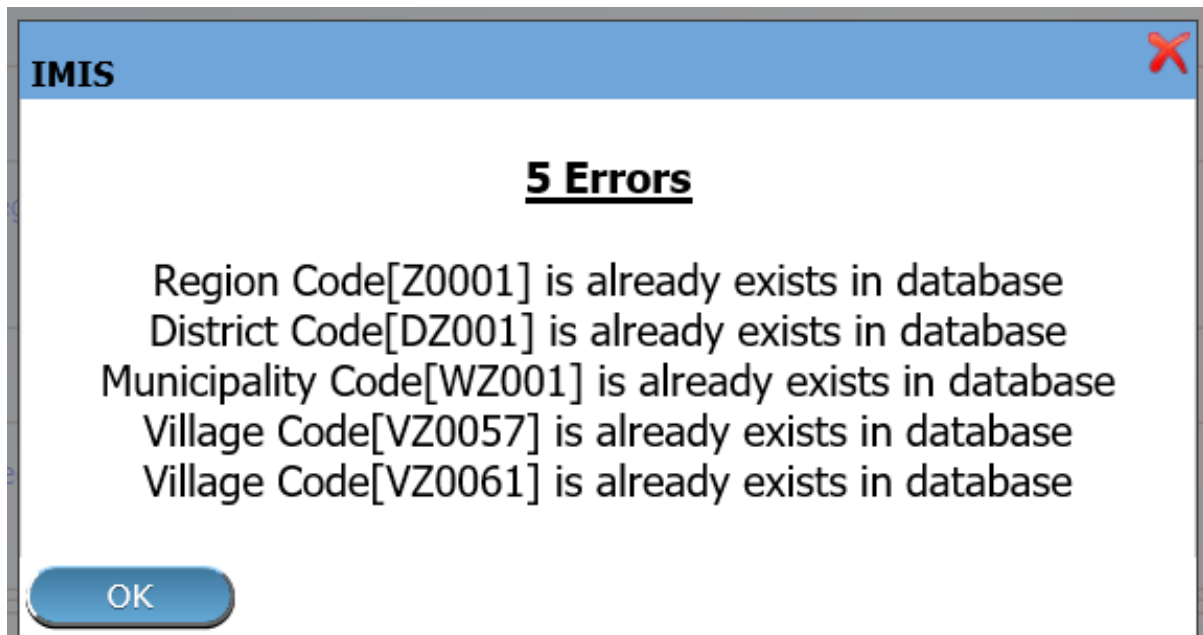 IMIS
5 Errors
Region Code[Z0001] is already exists in database
District Code[DZ001] is already exists in database
Municipality Code[WZ001] is already exists in database
Village Code[VZ0057] is already exists in database
Village Code[VZ0061] is already exists in database
OK